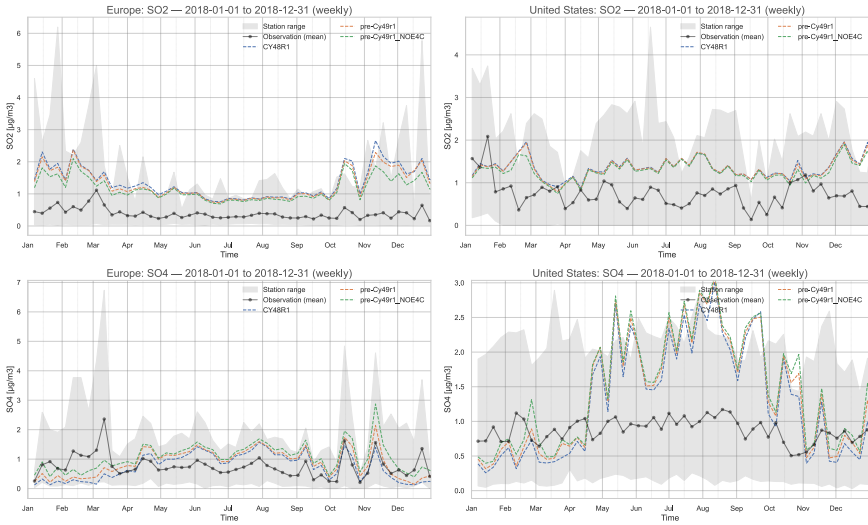 Europe: SO2 — 2018-01-01 to 2018-12-31 (weekly)
Station range
Observation (mean)
CY48R1
pre-Cy49r1
pre-Cy49r1_NOE4C
SO2 [µg/m3]
6
5
4
3
2
1
0
Jan Feb Mar Apr May Jun Jul Aug Sep Oct Nov Dec
Time
United States: SO2 — 2018-01-01 to 2018-12-31 (weekly)
Station range
Observation (mean)
CY48R1
pre-Cy49r1
pre-Cy49r1_NOE4C
SO2 [µg/m3]
4
3
2
1
0
Jan Feb Mar Apr May Jun Jul Aug Sep Oct Nov Dec
Time
Europe: SO4 — 2018-01-01 to 2018-12-31 (weekly)
Station range
Observation (mean)
CY48R1
pre-Cy49r1
pre-Cy49r1_NOE4C
SO4 [µg/m3]
7
6
5
4
3
2
1
0
Jan Feb Mar Apr May Jun Jul Aug Sep Oct Nov Dec
Time
United States: SO4 — 2018-01-01 to 2018-12-31 (weekly)
Station range
Observation (mean)
CY48R1
pre-Cy49r1
pre-Cy49r1_NOE4C
SO4 [µg/m3]
3.0
2.5
2.0
1.5
1.0
0.5
0.0
Jan Feb Mar Apr May Jun Jul Aug Sep Oct Nov Dec
Time